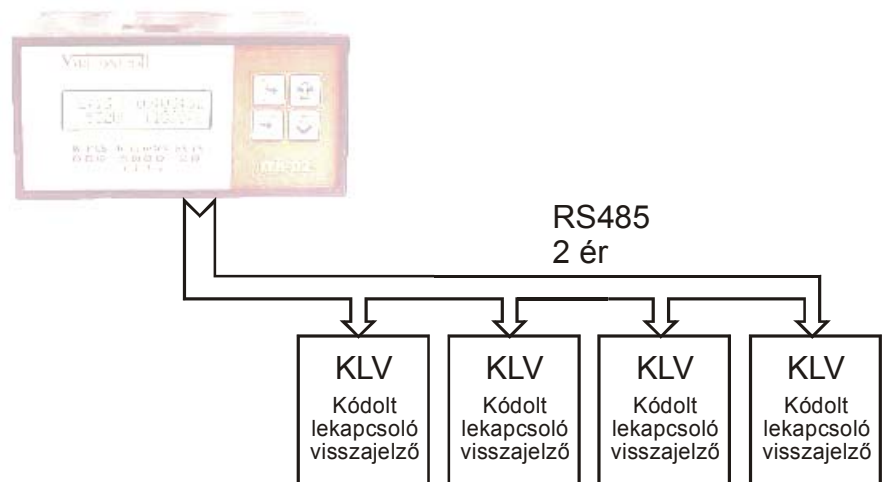 RS485
2 ér
KLV
Kódolt
lekapcsoló
visszajelző
KLV
Kódolt
lekapcsoló
visszajelző
KLV
Kódolt
lekapcsoló
visszajelző
KLV
Kódolt
lekapcsoló
visszajelző